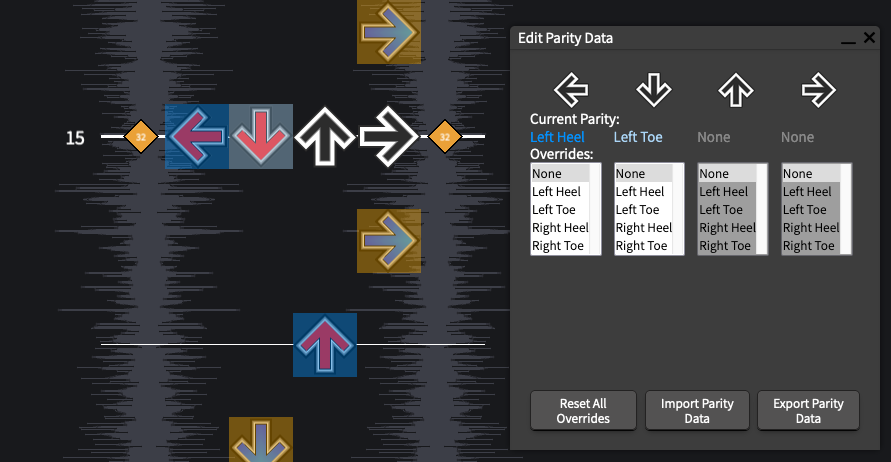 Edit Parity Data
Current Parity:
Left Heel Left Toe None None
Overrides:
None None None None
Left Heel Left Heel Left Heel Left Heel
Left Toe Left Toe Left Toe Left Toe
Right Heel Right Heel Right Heel Right Heel
Right Toe Right Toe Right Toe Right Toe
15 32 32
Reset All Overrides
Import Parity Data
Export Parity Data